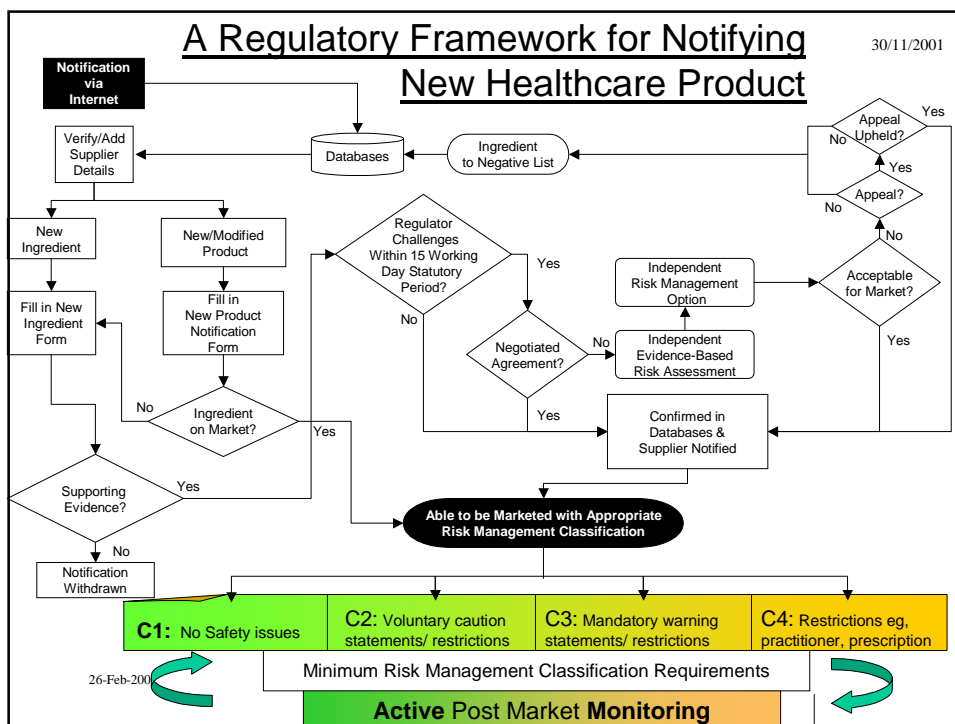 A Regulatory Framework for Notifying
New Healthcare Product
30/11/2001
Notification
via
Internet
Verify/Add
Supplier
Details
Databases
Ingredient
to Negative List
Appeal
Upheld?
Yes
No
Yes
Appeal?
No
No
New
Ingredient
New/Modified
Product
Regulator
Challenges
Within 15 Working
Day Statutory
Period?
Yes
No
Independent
Risk Management
Option
Acceptable
for Market?
Yes
Fill in New
Ingredient
Form
Fill in
New Product
Notification
Form
Negotiated
Agreement?
No
Yes
Independent
Evidence-Based
Risk Assessment
No
Ingredient
on Market?
Yes
Confirmed in
Databases &
Supplier Notified
Supporting
Evidence?
Yes
No
Able to be Marketed with Appropriate
Risk Management Classification
Notification
Withdrawn
C1: No Safety issues
C2: Voluntary caution
statements/ restrictions
C3: Mandatory warning
statements/ restrictions
C4: Restrictions eg,
practitioner, prescription
Minimum Risk Management Classification Requirements
26-Feb-200
Active Post Market Monitoring